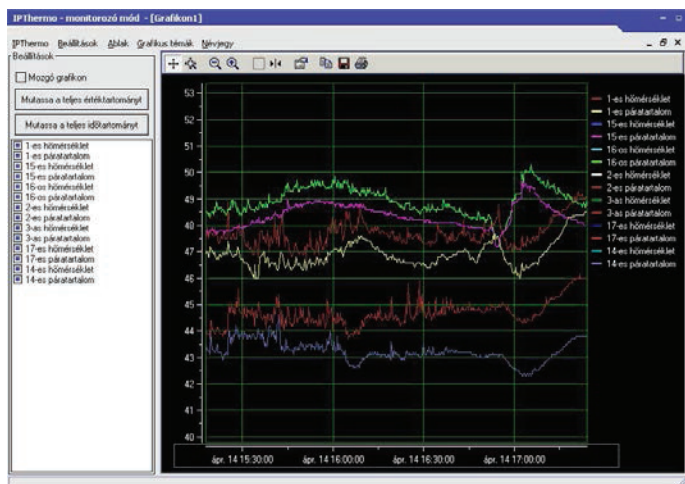 IPThermo - monitorozó mód - [Grafikon1]
IPThermo Beállítások Ablak Grafikus témák Névjegy
Beállítások
Mozgó grafikon
Mutassa a teljes értéktartományt
Mutassa a teljes időtartományt
1-es hőmérséklet
1-es páratartalom
15-es hőmérséklet
15-es páratartalom
16-os hőmérséklet
16-os páratartalom
2-es hőmérséklet
2-es páratartalom
3-as hőmérséklet
3-as páratartalom
17-es hőmérséklet
17-es páratartalom
14-es hőmérséklet
14-es páratartalom
53
52
51
50
49
48
47
46
45
44
43
42
41
40
ápr. 14 15:30:00 ápr. 14 16:00:00 ápr. 14 16:30:00 ápr. 14 17:00:00
1-es hőmérséklet
1-es páratartalom
15-es hőmérséklet
15-es páratartalom
16-os hőmérséklet
16-os páratartalom
2-es hőmérséklet
2-es páratartalom
3-as hőmérséklet
3-as páratartalom
17-es hőmérséklet
17-es páratartalom
14-es hőmérséklet
14-es páratartalom